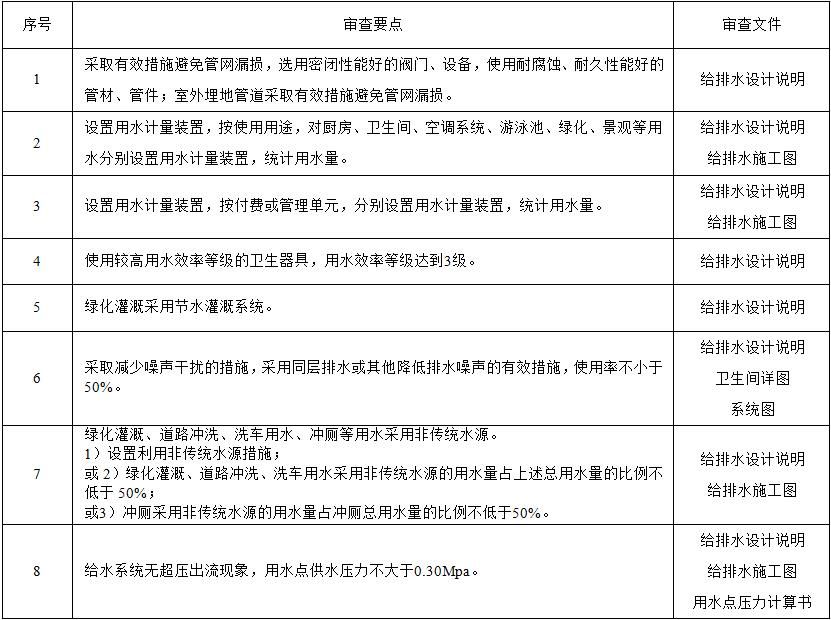 序号 审查要点 审查文件
1 采取有效措施避免管网漏损，选用密闭性能好的阀门、设备，使用耐腐蚀、耐久性能好的
管材、管件；室外埋地管道采取有效措施避免管网漏损。
给排水设计说明
2 设置用水计量装置，按使用用途，对厨房、卫生间、空调系统、游泳池、绿化、景观等用
水分别设置用水计量装置，统计用水量。
给排水设计说明
给排水施工图
3 设置用水计量装置，按付费或管理单元，分别设置用水计量装置，统计用水量。
给排水设计说明
给排水施工图
4 使用较高用水效率等级的卫生器具，用水效率等级达到3级。 给排水设计说明
5 绿化灌溉采用节水灌溉系统。 给排水设计说明
6 采取减少噪声干扰的措施，采用同层排水或其他降低排水噪声的有效措施，使用率不小于
50%。
给排水设计说明
卫生间详图
系统图
7 绿化灌溉、道路冲洗、洗车用水、冲厕等用水采用非传统水源。
1）设置利用非传统水源措施；
或 2）绿化灌溉、道路冲洗、洗车用水采用非传统水源的用水量占上述总用水量的比例不
低于 50%；
或3）冲厕采用非传统水源的用水量占冲厕总用水量的比例不低于50%。
给排水设计说明
给排水施工图
8 给水系统无超压出流现象，用水点供水压力不大于0.30Mpa。
给排水设计说明
给排水施工图
用水点压力计算书